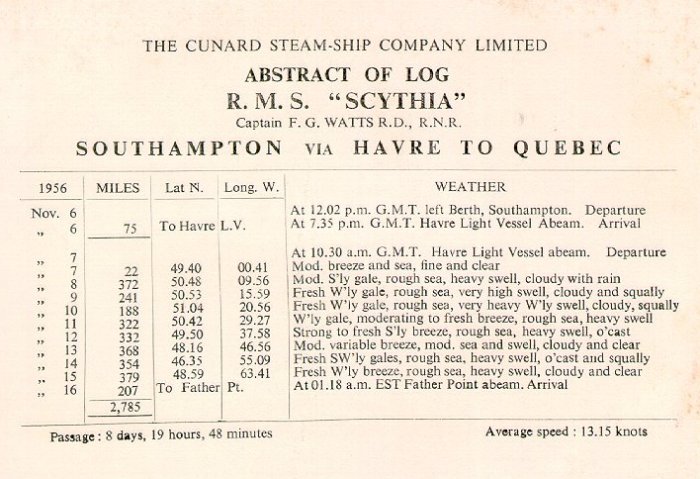 THE CUNARD STEAM-SHIP COMPANY LIMITED
ABSTRACT OF LOG
R. M. S. "SCYTHIA"
Captain F. G. WATTS R.D., R.N.R.
SOUTHAMPTON VIA HAVRE TO QUEBEC
1956 MILES Lat N. Long. W. WEATHER
Nov. 6 At 12.02 p.m. G.M.T. left Berth, Southampton. Departure
„ 6 75 To Havre L.V. At 7.35 p.m. G.M.T. Havre Light Vessel Abeam. Arrival
„ 7 At 10.30 a.m. G.M.T. Havre Light Vessel abeam. Departure
„ 7 22 49.40 00.41 Mod. breeze and sea, fine and clear
„ 8 372 50.48 09.56 Mod. S'ly gale, rough sea, heavy swell, cloudy with rain
„ 9 241 50.53 15.59 Fresh W'ly gale, rough sea, very high swell, cloudy and squally
„ 10 188 51.04 20.56 Fresh W'ly gale, rough sea, very heavy W'ly swell, cloudy, squally
„ 11 322 50.42 29.27 W'ly gale, moderating to fresh breeze, rough sea, heavy swell
„ 12 332 49.50 37.58 Strong to fresh S'ly breeze, rough sea, heavy swell, o'cast
„ 13 368 48.16 46.56 Mod. variable breeze, mod. sea and swell, cloudy and clear
„ 14 354 46.35 55.09 Fresh SW'ly gales, rough sea, heavy swell, o'cast and squally
„ 15 379 48.59 63.41 Fresh W'ly breeze, rough sea, heavy swell, cloudy and clear
„ 16 207 To Father Pt. At 01.18 a.m. EST Father Point abeam. Arrival
2,785
Passage : 8 days, 19 hours, 48 minutes Average speed : 13.15 knots